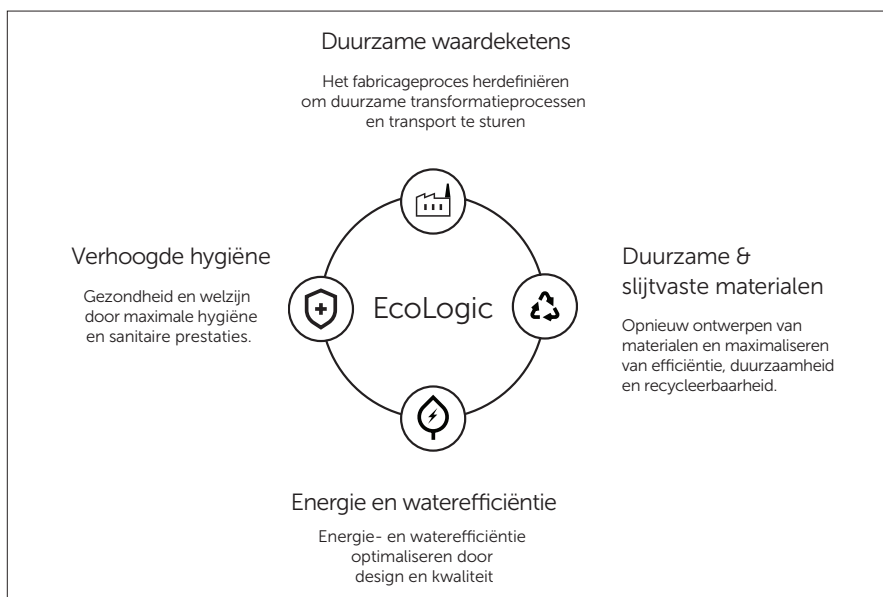 Duurzame waardeketens
Het fabricageproces herdefiniëren
om duurzame transformatieprocessen
en transport te sturen
Verhoogde hygiëne
Gezondheid en welzijn
door maximale hygiëne
en sanitaire prestaties.
EcoLogic
Duurzame &
slijtvaste materialen
Opnieuw ontwerpen van
materialen en maximaliseren
van efficiëntie, duurzaamheid
en recycleerbaarheid.
Energie en waterefficiëntie
Energie- en waterefficiëntie
optimaliseren door
design en kwaliteit